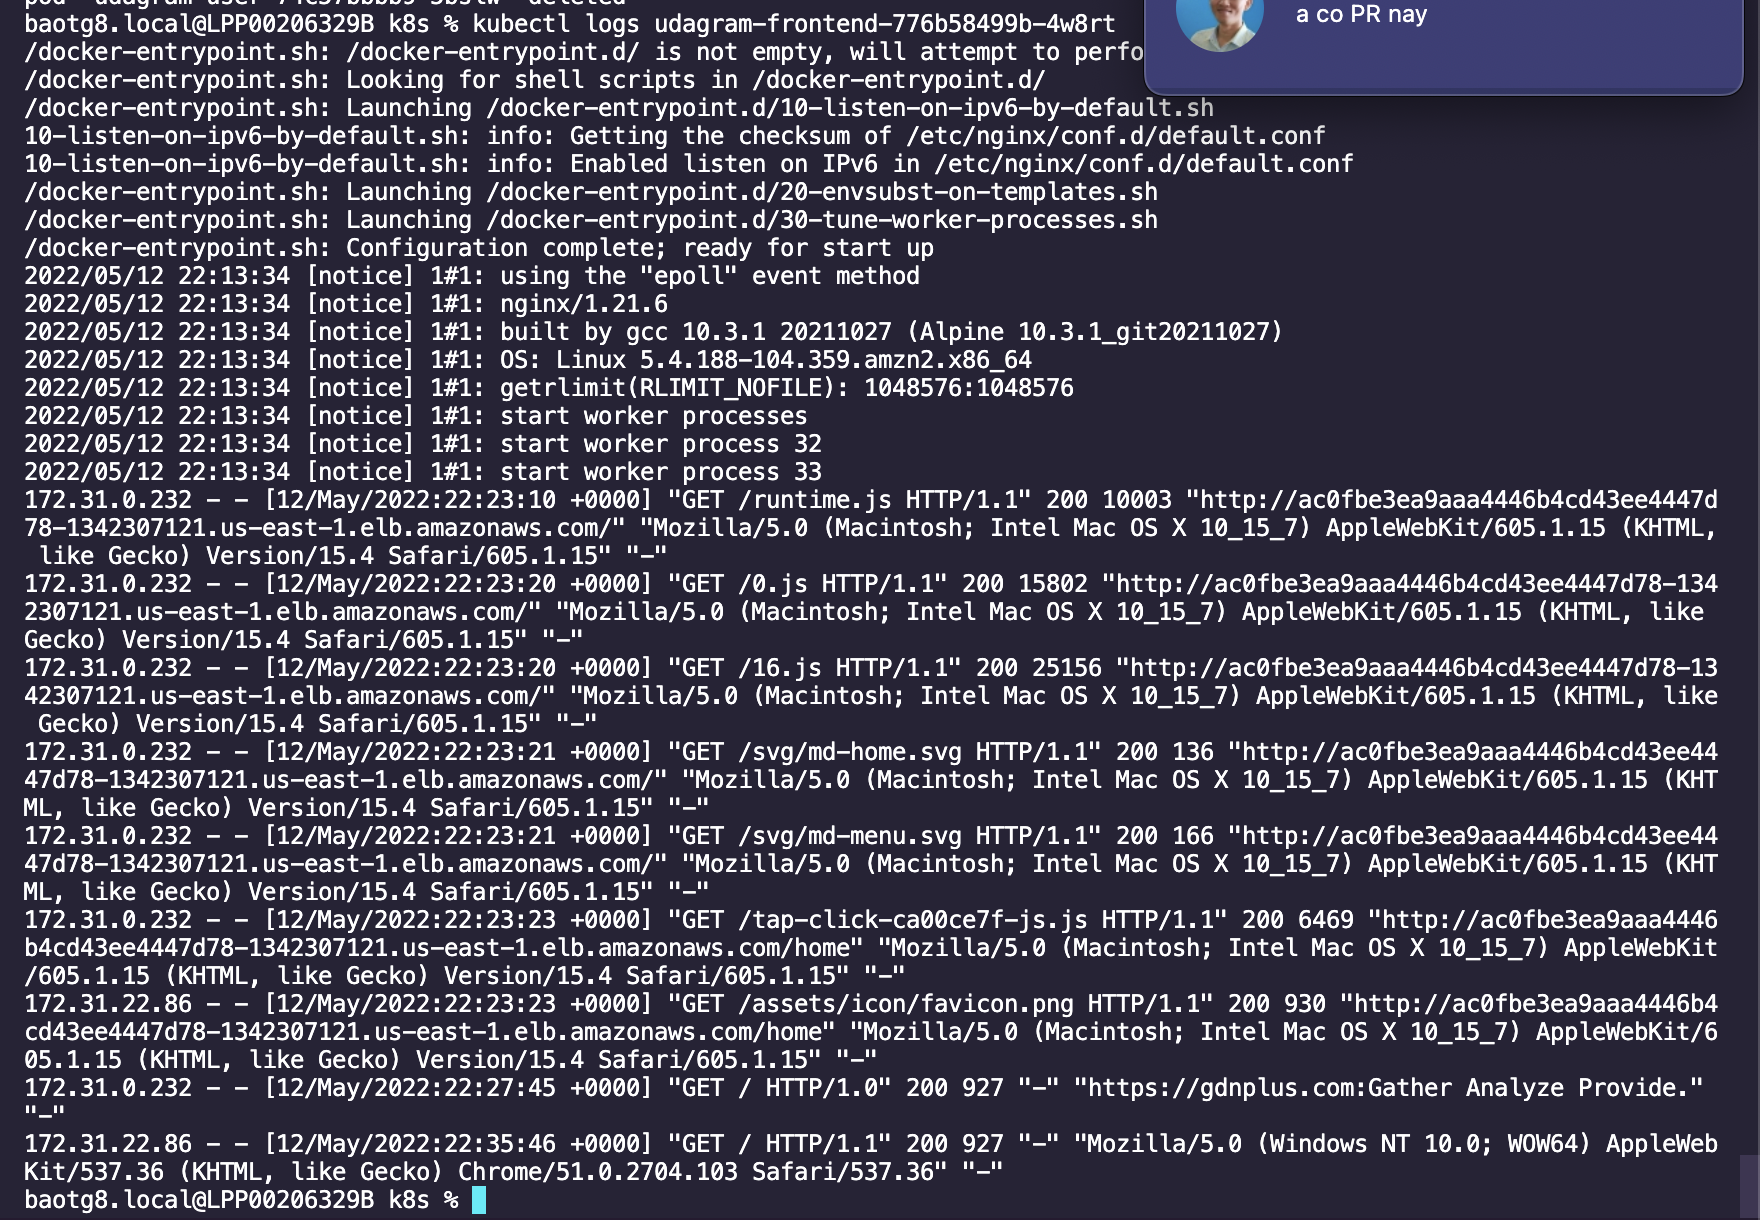 baotg8.local@LPP00206329B k8s % kubectl logs udagram-frontend-776b58499b-4w8rt
a co PR nay
/docker-entrypoint.sh: /docker-entrypoint.d/ is not empty, will attempt to perfo
/docker-entrypoint.sh: Looking for shell scripts in /docker-entrypoint.d/
/docker-entrypoint.sh: Launching /docker-entrypoint.d/10-listen-on-ipv6-by-default.sh
10-listen-on-ipv6-by-default.sh: info: Getting the checksum of /etc/nginx/conf.d/default.conf
10-listen-on-ipv6-by-default.sh: info: Enabled listen on IPv6 in /etc/nginx/conf.d/default.conf
/docker-entrypoint.sh: Launching /docker-entrypoint.d/20-envsubst-on-templates.sh
/docker-entrypoint.sh: Launching /docker-entrypoint.d/30-tune-worker-processes.sh
/docker-entrypoint.sh: Configuration complete; ready for start up
2022/05/12 22:13:34 [notice] 1#1: using the "epoll" event method
2022/05/12 22:13:34 [notice] 1#1: nginx/1.21.6
2022/05/12 22:13:34 [notice] 1#1: built by gcc 10.3.1 20211027 (Alpine 10.3.1_git20211027)
2022/05/12 22:13:34 [notice] 1#1: OS: Linux 5.4.188-104.359.amzn2.x86_64
2022/05/12 22:13:34 [notice] 1#1: getrlimit(RLIMIT_NOFILE): 1048576:1048576
2022/05/12 22:13:34 [notice] 1#1: start worker processes
2022/05/12 22:13:34 [notice] 1#1: start worker process 32
2022/05/12 22:13:34 [notice] 1#1: start worker process 33
172.31.0.232 - - [12/May/2022:22:23:10 +0000] "GET /runtime.js HTTP/1.1" 200 10003 "http://ac0fbe3ea9aaa4446b4cd43ee4447d
78-1342307121.us-east-1.elb.amazonaws.com/" "Mozilla/5.0 (Macintosh; Intel Mac OS X 10_15_7) AppleWebKit/605.1.15 (KHTML,
 like Gecko) Version/15.4 Safari/605.1.15" "-"
172.31.0.232 - - [12/May/2022:22:23:20 +0000] "GET /0.js HTTP/1.1" 200 15802 "http://ac0fbe3ea9aaa4446b4cd43ee4447d78-134
2307121.us-east-1.elb.amazonaws.com/" "Mozilla/5.0 (Macintosh; Intel Mac OS X 10_15_7) AppleWebKit/605.1.15 (KHTML, like
Gecko) Version/15.4 Safari/605.1.15" "-"
172.31.0.232 - - [12/May/2022:22:23:20 +0000] "GET /16.js HTTP/1.1" 200 25156 "http://ac0fbe3ea9aaa4446b4cd43ee4447d78-13
42307121.us-east-1.elb.amazonaws.com/" "Mozilla/5.0 (Macintosh; Intel Mac OS X 10_15_7) AppleWebKit/605.1.15 (KHTML, like
 Gecko) Version/15.4 Safari/605.1.15" "-"
172.31.0.232 - - [12/May/2022:22:23:21 +0000] "GET /svg/md-home.svg HTTP/1.1" 200 136 "http://ac0fbe3ea9aaa4446b4cd43ee44
47d78-1342307121.us-east-1.elb.amazonaws.com/" "Mozilla/5.0 (Macintosh; Intel Mac OS X 10_15_7) AppleWebKit/605.1.15 (KHT
ML, like Gecko) Version/15.4 Safari/605.1.15" "-"
172.31.0.232 - - [12/May/2022:22:23:21 +0000] "GET /svg/md-menu.svg HTTP/1.1" 200 166 "http://ac0fbe3ea9aaa4446b4cd43ee44
47d78-1342307121.us-east-1.elb.amazonaws.com/" "Mozilla/5.0 (Macintosh; Intel Mac OS X 10_15_7) AppleWebKit/605.1.15 (KHT
ML, like Gecko) Version/15.4 Safari/605.1.15" "-"
172.31.0.232 - - [12/May/2022:22:23:23 +0000] "GET /tap-click-ca00ce7f-js.js HTTP/1.1" 200 6469 "http://ac0fbe3ea9aaa4446
b4cd43ee4447d78-1342307121.us-east-1.elb.amazonaws.com/home" "Mozilla/5.0 (Macintosh; Intel Mac OS X 10_15_7) AppleWebKit
/605.1.15 (KHTML, like Gecko) Version/15.4 Safari/605.1.15" "-"
172.31.22.86 - - [12/May/2022:22:23:23 +0000] "GET /assets/icon/favicon.png HTTP/1.1" 200 930 "http://ac0fbe3ea9aaa4446b4
cd43ee4447d78-1342307121.us-east-1.elb.amazonaws.com/home" "Mozilla/5.0 (Macintosh; Intel Mac OS X 10_15_7) AppleWebKit/6
05.1.15 (KHTML, like Gecko) Version/15.4 Safari/605.1.15" "-"
172.31.0.232 - - [12/May/2022:22:27:45 +0000] "GET / HTTP/1.0" 200 927 "-" "https://gdnplus.com:Gather Analyze Provide."
"-"
172.31.22.86 - - [12/May/2022:22:35:46 +0000] "GET / HTTP/1.1" 200 927 "-" "Mozilla/5.0 (Windows NT 10.0; WOW64) AppleWeb
Kit/537.36 (KHTML, like Gecko) Chrome/51.0.2704.103 Safari/537.36" "-"
baotg8.local@LPP00206329B k8s %